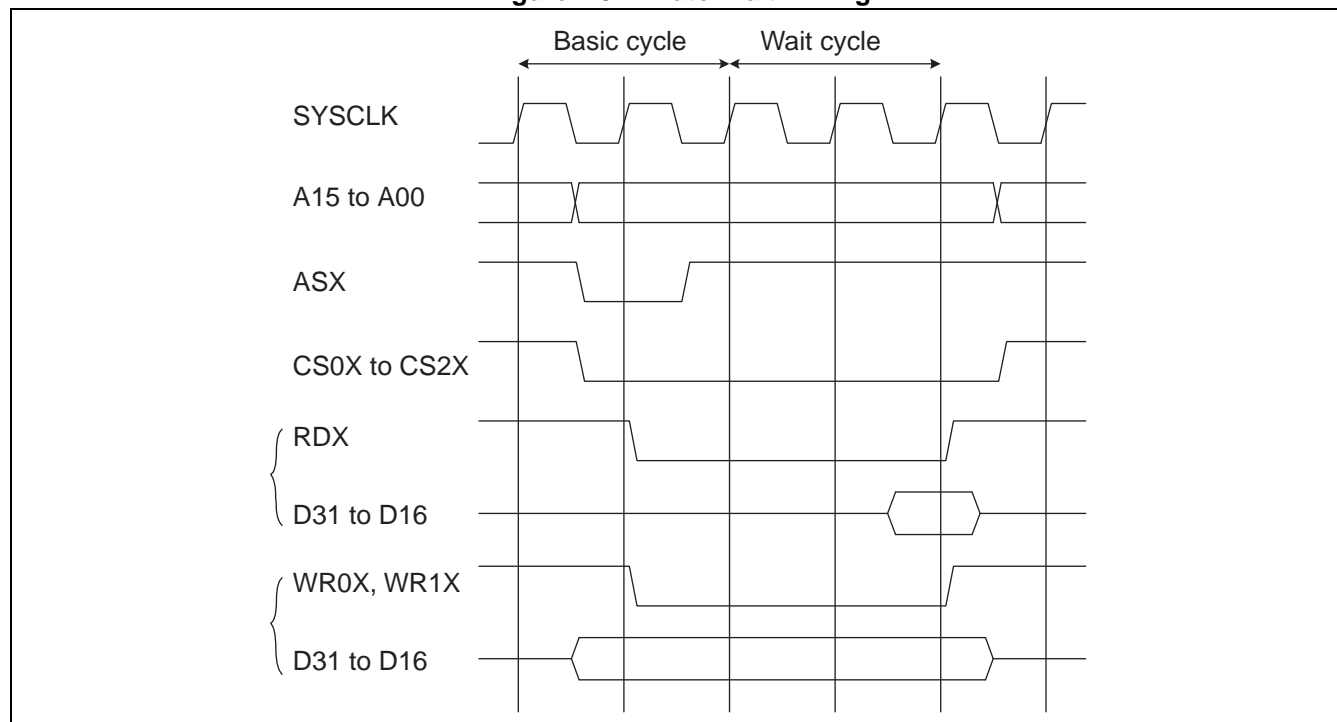 Basic cycle Wait cycle
SYSCLK
A15 to A00
ASX
CS0X to CS2X
RDX
D31 to D16
WR0X, WR1X
D31 to D16